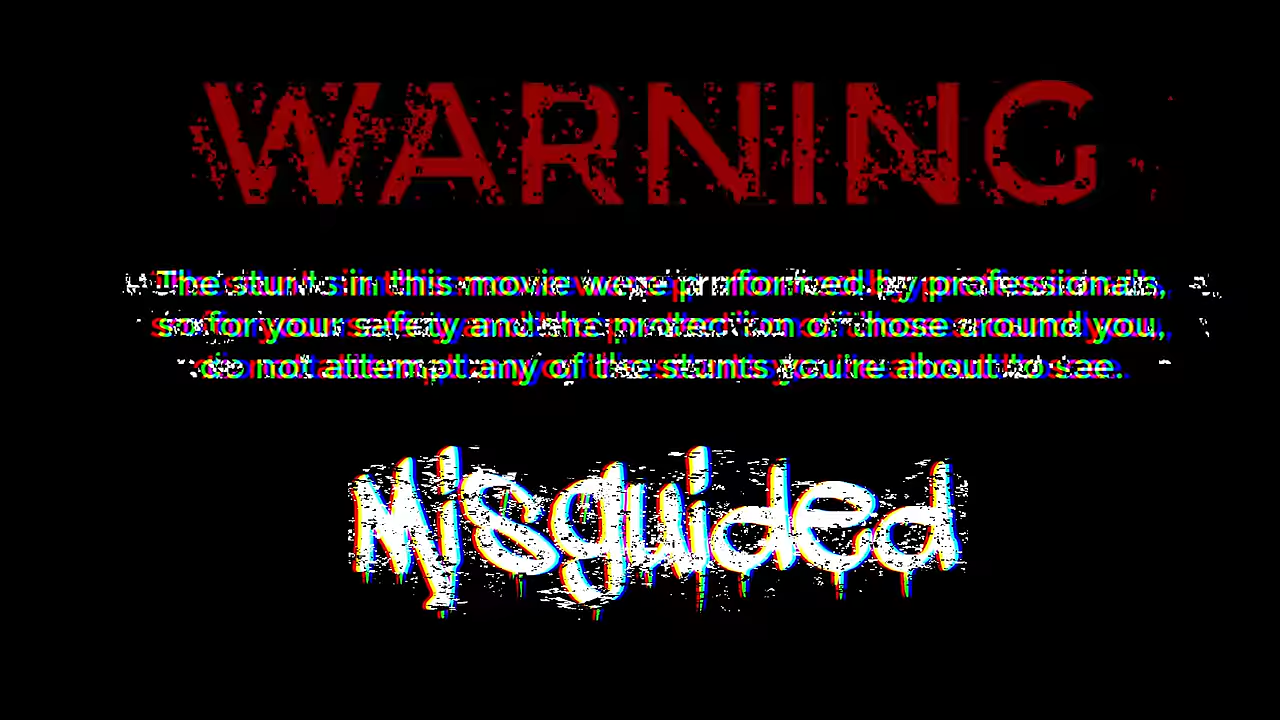 WARNING
The stunts in this movie were preformed by professionals,
so for your safety and the protection of those around you,
do not attempt any of the stunts you're about to see.
Misguided